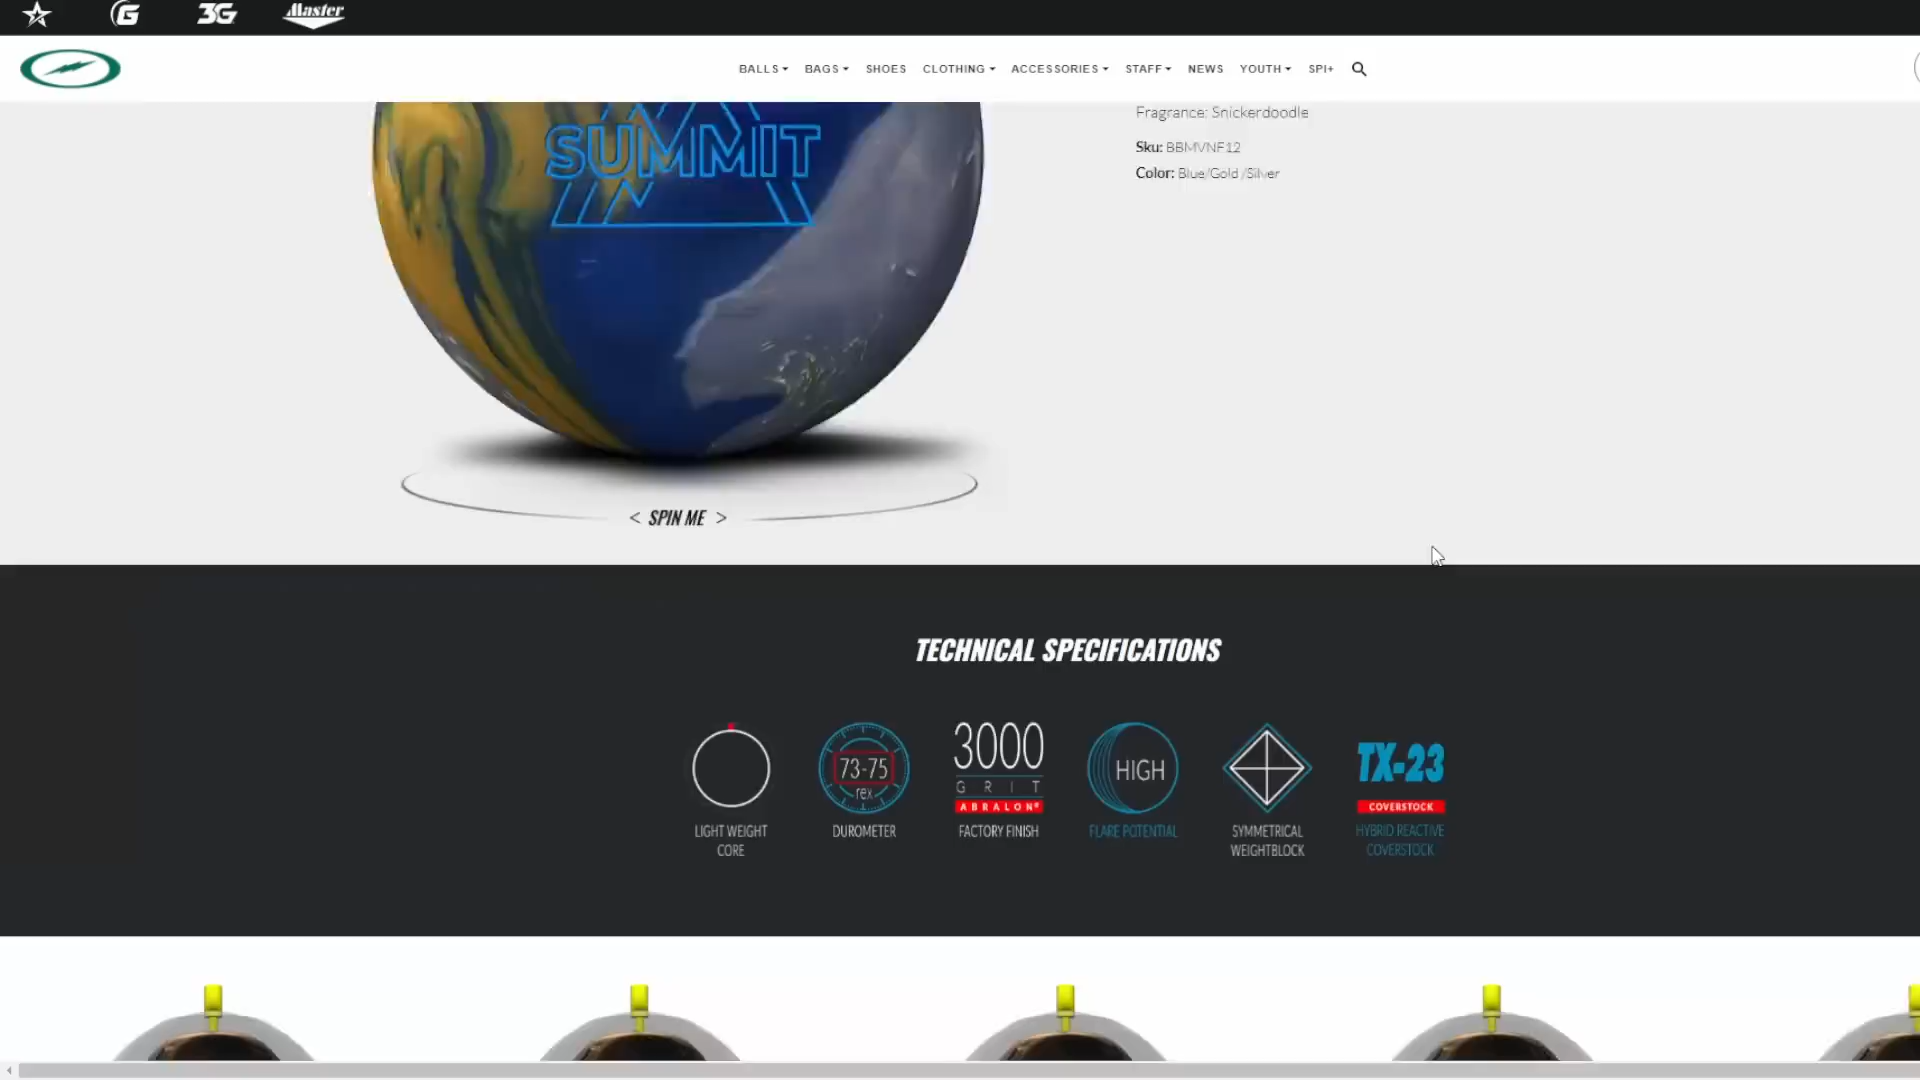 G
3G
Master
BALLS
BAGS
SHOES
CLOTHING
ACCESSORIES
STAFF
NEWS
YOUTH
SPI+
Fragrance: Snickerdoodle
SUMMIT
Sku: BBMVNF12
Color: Blue/Gold /Silver
< SPIN ME >
TECHNICAL SPECIFICATIONS
LIGHT WEIGHT
CORE
73-75
rex
DUROMETER
3000
GRIT
ABRALON®
FACTORY FINISH
HIGH
FLARE POTENTIAL
SYMMETRICAL
WEIGHTBLOCK
TX-23
COVERSTOCK
HYBRID REACTIVE
COVERSTOCK